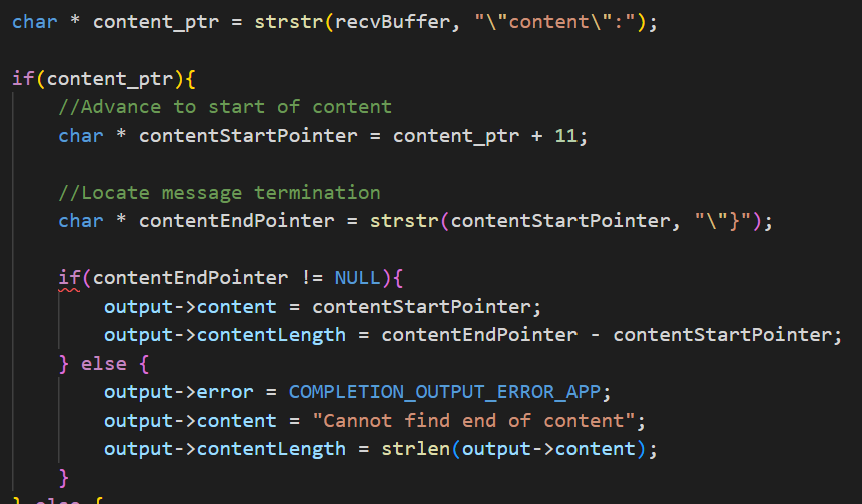 char * content_ptr = strstr(recvBuffer, "\"content\":");
if(content_ptr){
//Advance to start of content
char * contentStartPointer = content_ptr + 11;
//Locate message termination
char * contentEndPointer = strstr(contentStartPointer, "\"}");
if(contentEndPointer != NULL){
output->content = contentStartPointer;
output->contentLength = contentEndPointer - contentStartPointer;
} else {
output->error = COMPLETION_OUTPUT_ERROR_APP;
output->content = "Cannot find end of content";
output->contentLength = strlen(output->content);
}
} else {